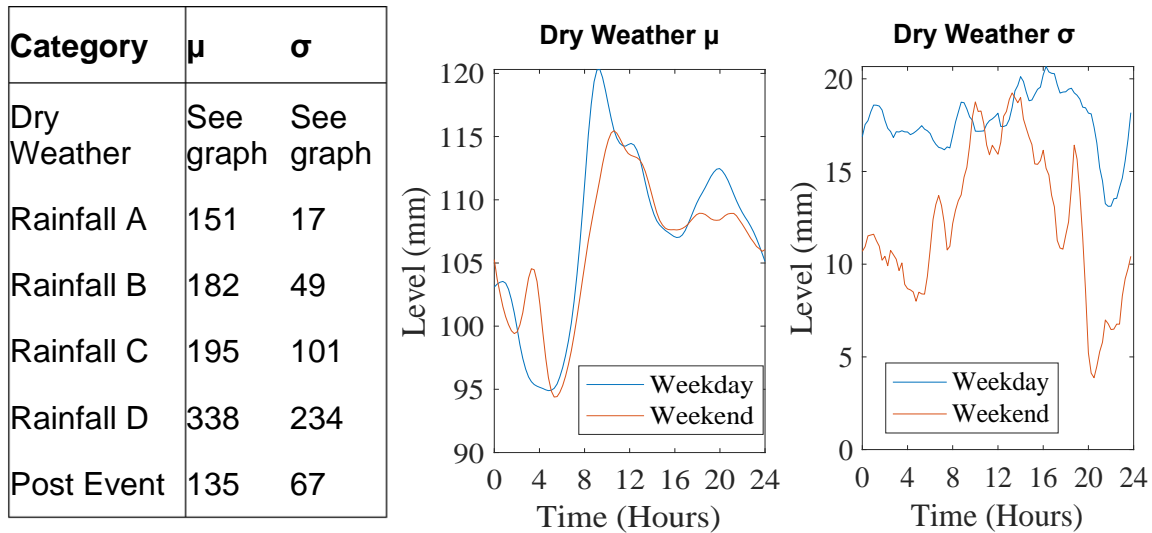 Category μ σ
Dry See See
Weather graph graph
Rainfall A 151 17
Rainfall B 182 49
Rainfall C 195 101
Rainfall D 338 234
Post Event 135 67
Dry Weather μ
120
115
110
105
100
95
90
Level (mm)
Weekday
Weekend
0 4 8 12 16 20 24
Time (Hours)
Dry Weather σ
20
15
10
5
0
Level (mm)
Weekday
Weekend
0 4 8 12 16 20 24
Time (Hours)